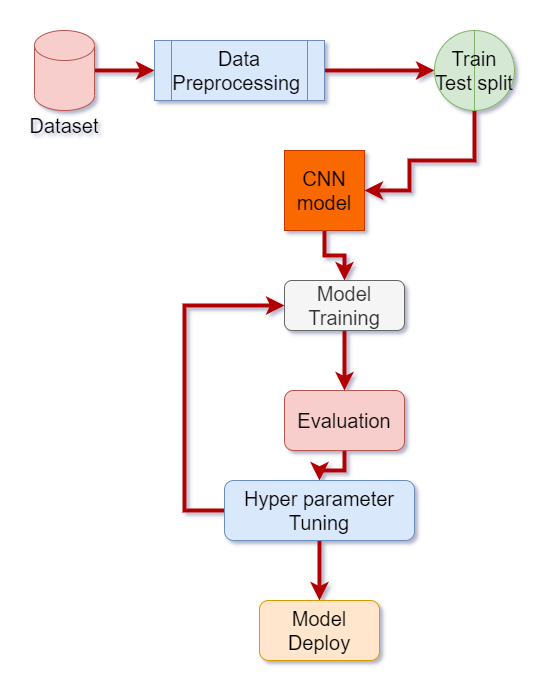 Data
Preprocessing
Train
Test split
Dataset
CNN
model
Model
Training
Evaluation
Hyper parameter
Tuning
Model
Deploy